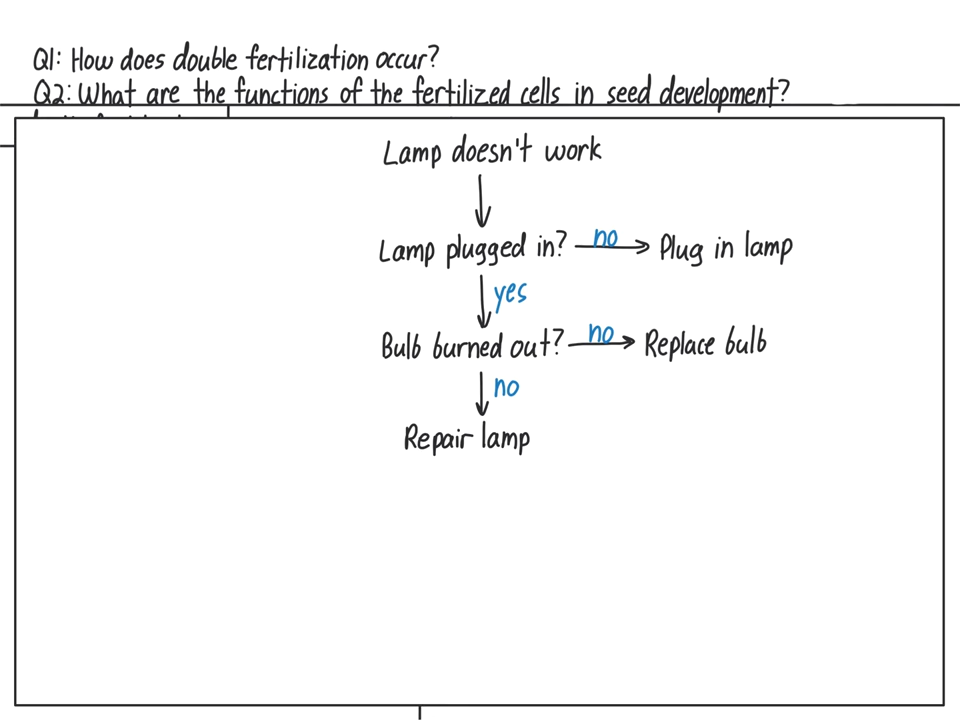 Q1: How does double fertilization occur?
Q2: What are the functions of the fertilized cells in seed development?
Lamp doesn't work
Lamp plugged in? no Plug in lamp
yes
Bulb burned out? no Replace bulb
no
Repair lamp